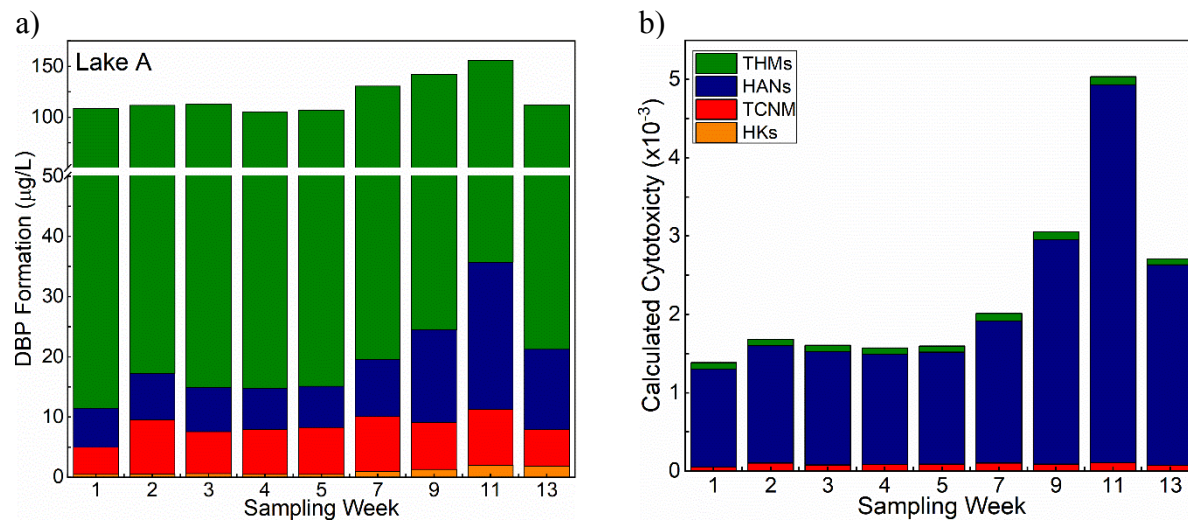 a)
Lake A
DBP Formation (µg/L)
150
100
50
40
30
20
10
0
1 2 3 4 5 7 9 11 13
Sampling Week
b)
THMs
HANs
TCNM
HKs
Calculated Cytotoxicty (x10⁻³)
5
4
3
2
1
0
1 2 3 4 5 7 9 11 13
Sampling Week